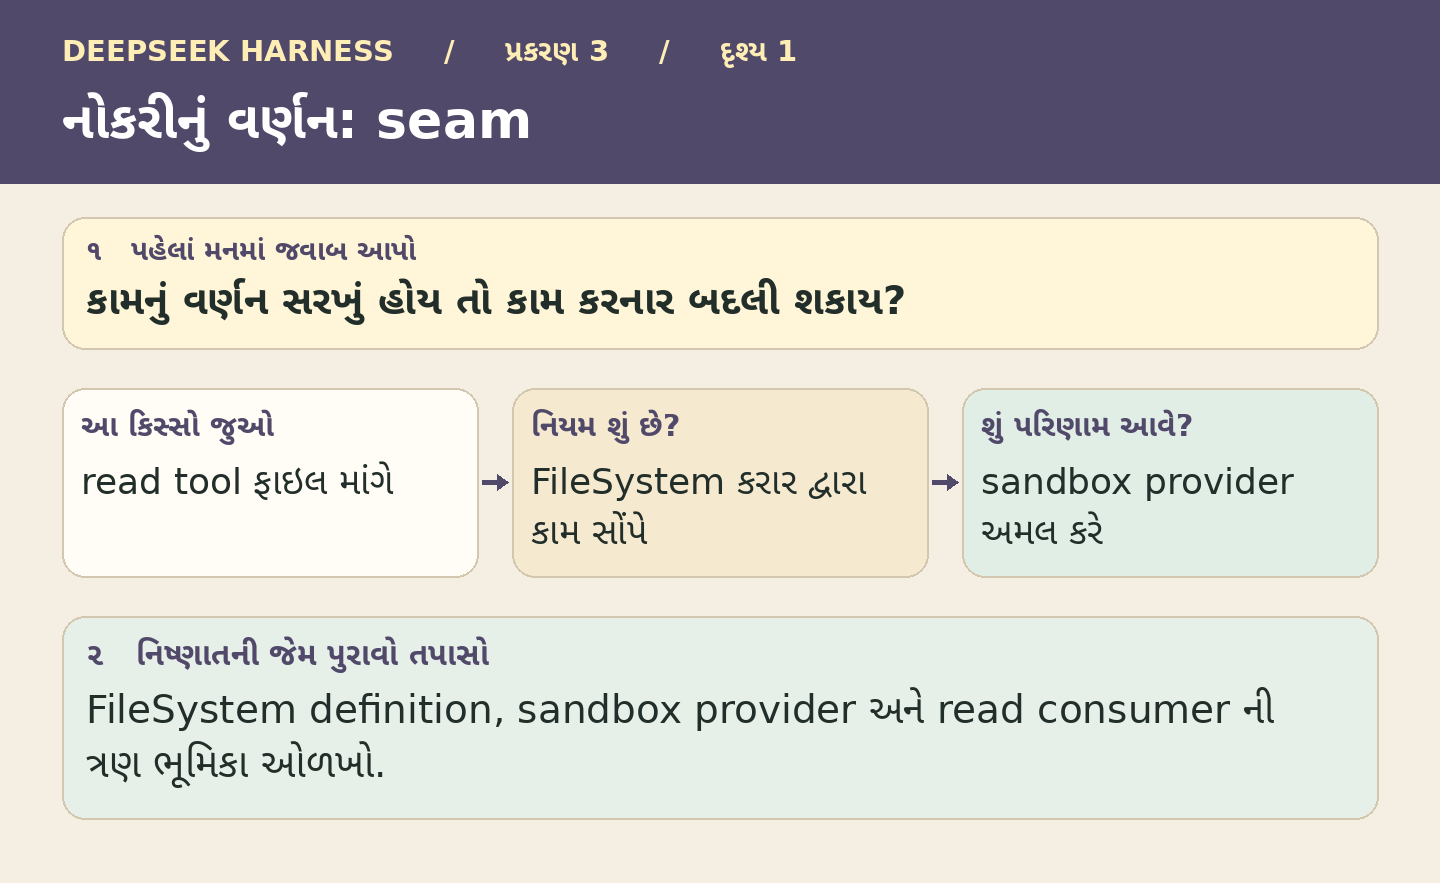 DEEPSEEK HARNESS / પ્રકરણ 3 / દૃશ્ય 1
નોકરીનું વર્ણન: seam
૧ પહેલાં મનમાં જવાબ આપો
કામનું વર્ણન સરખું હોય તો કામ કરનાર બદલી શકાય?
આ કિસ્સો જુઓ
read tool ફાઇલ માંગે
નિયમ શું છે?
FileSystem કરાર દ્વારા
કામ સોંપે
શું પરિણામ આવે?
sandbox provider
અમલ કરે
૨ નિષ્ણાતની જેમ પુરાવો તપાસો
FileSystem definition, sandbox provider અને read consumer ની
ત્રણ ભૂમિકા ઓળખો.